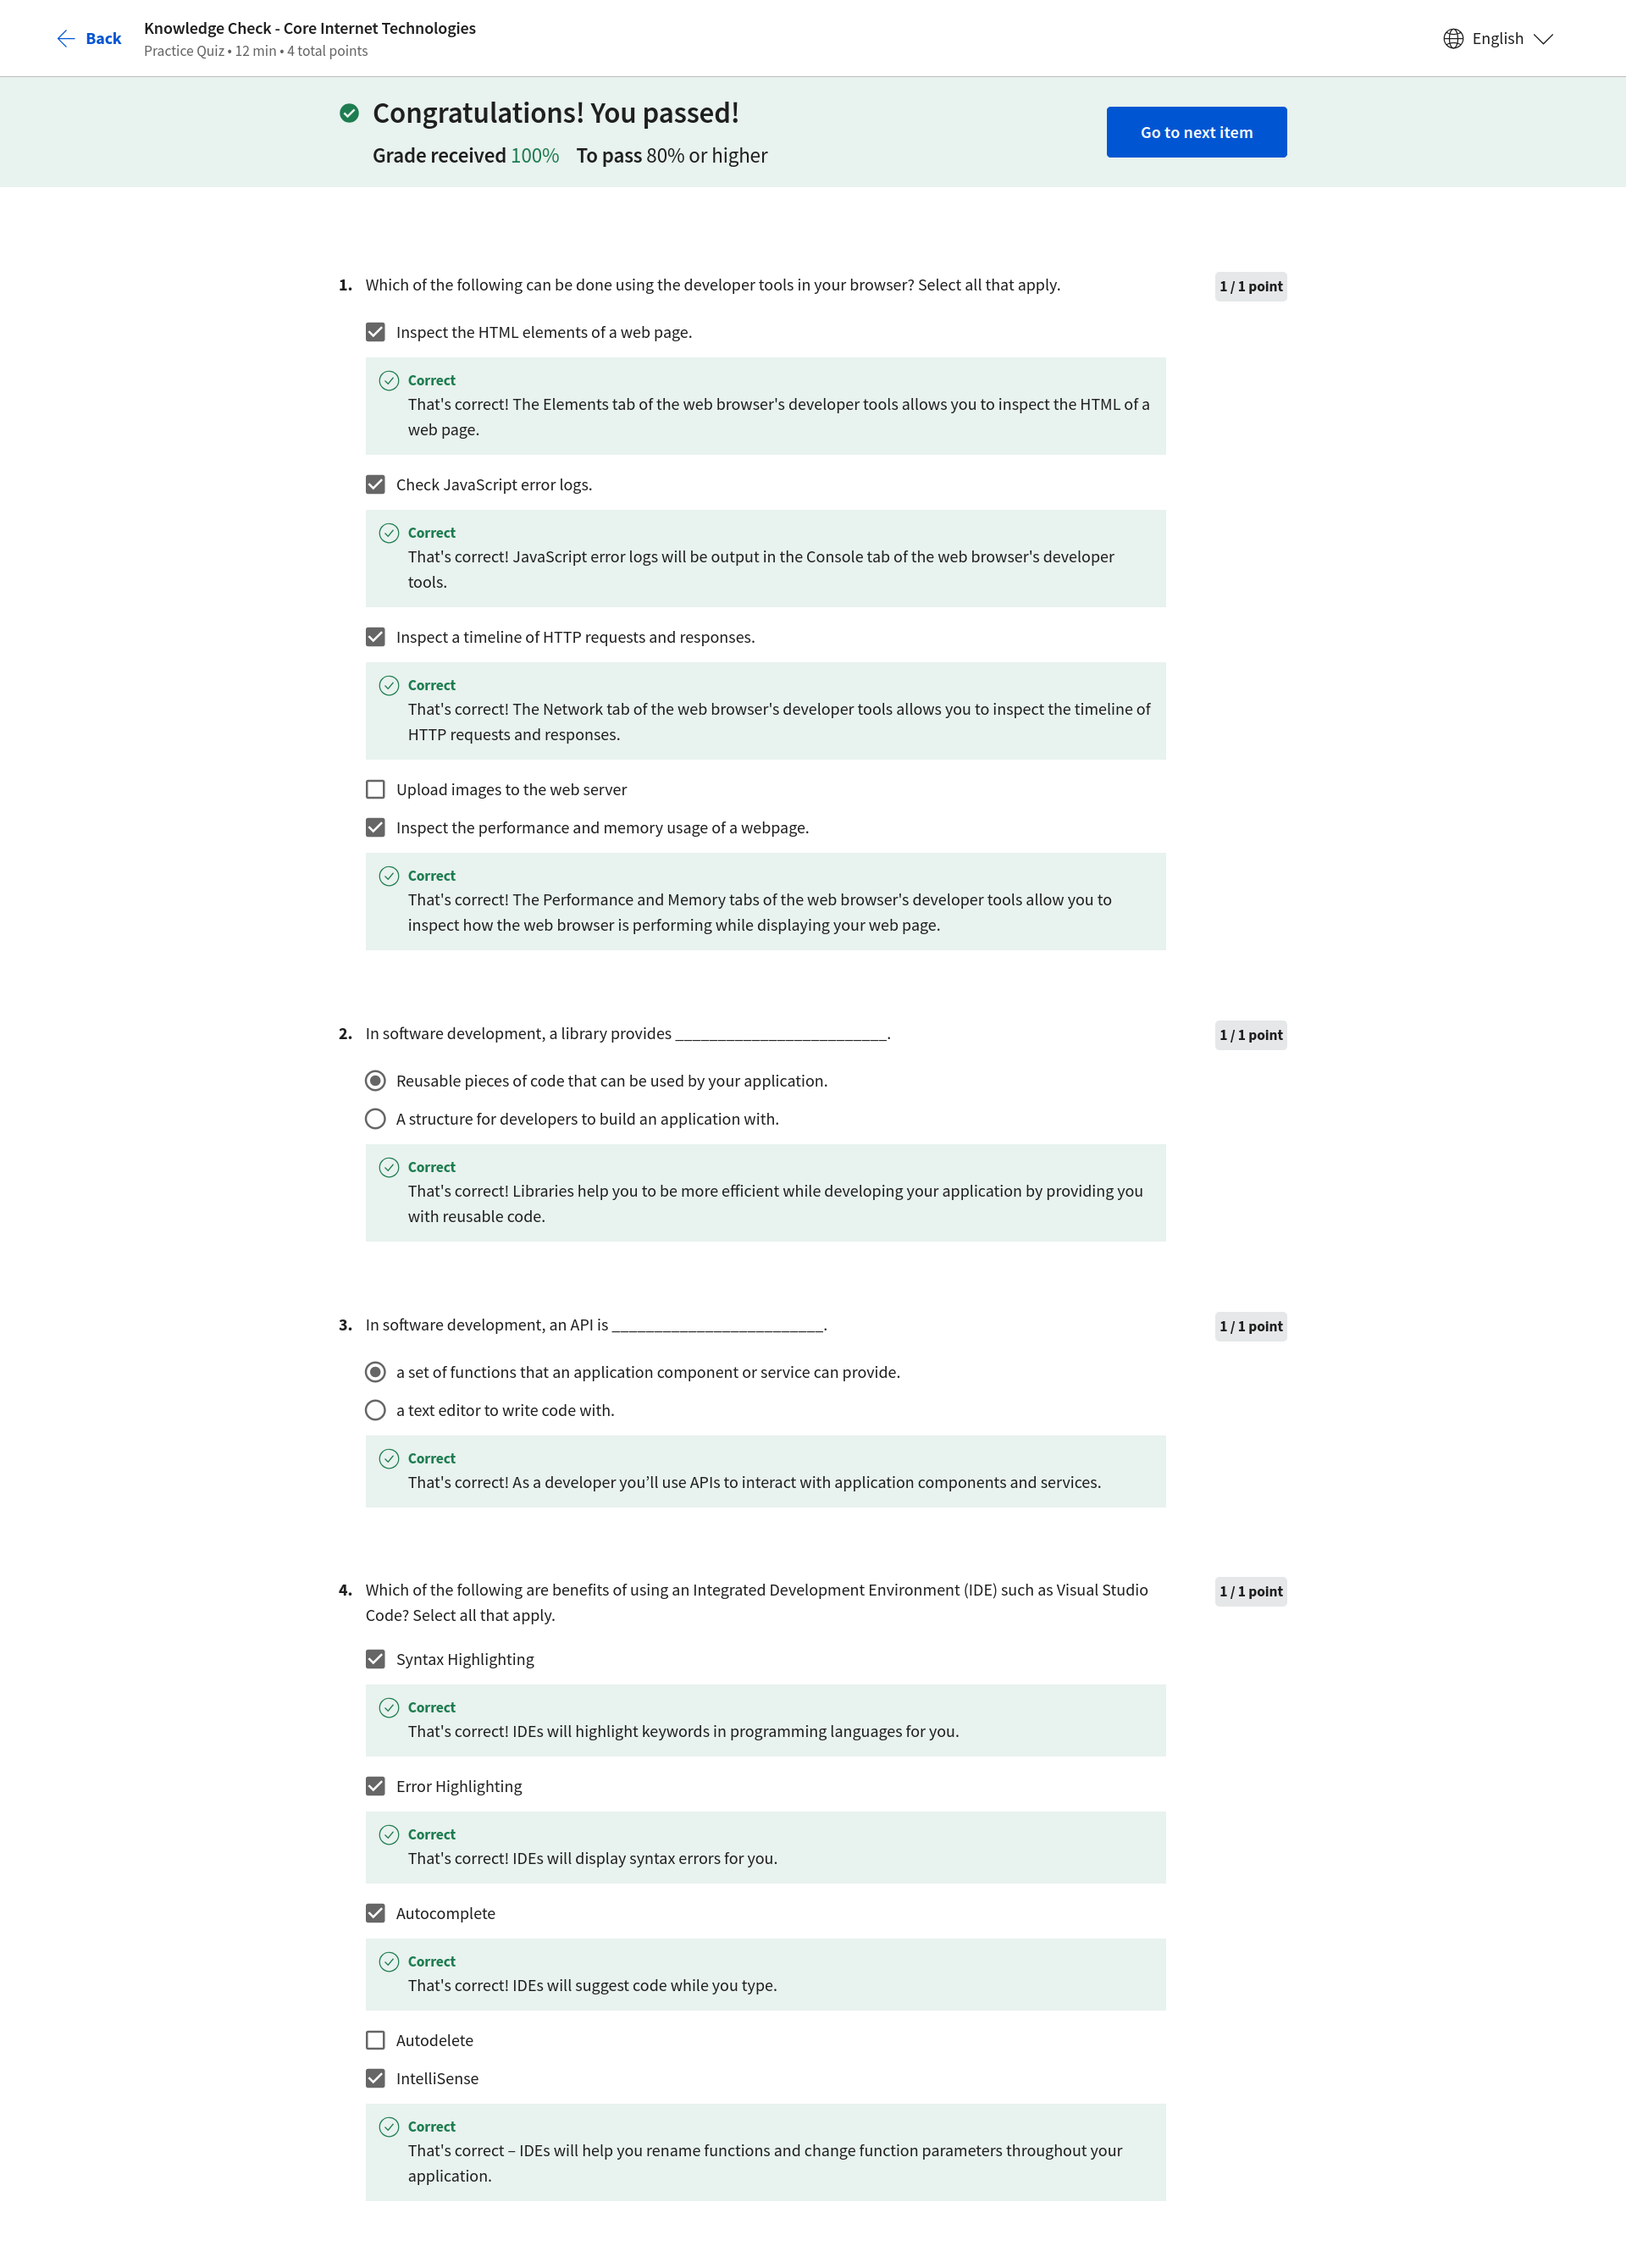 Back
Knowledge Check - Core Internet Technologies
Practice Quiz • 12 min • 4 total points
English
Congratulations! You passed!
Grade received 100% To pass 80% or higher
Go to next item
1. Which of the following can be done using the developer tools in your browser? Select all that apply.
1 / 1 point
Inspect the HTML elements of a web page.
Correct
That's correct! The Elements tab of the web browser's developer tools allows you to inspect the HTML of a
web page.
Check JavaScript error logs.
Correct
That's correct! JavaScript error logs will be output in the Console tab of the web browser's developer
tools.
Inspect a timeline of HTTP requests and responses.
Correct
That's correct! The Network tab of the web browser's developer tools allows you to inspect the timeline of
HTTP requests and responses.
Upload images to the web server
Inspect the performance and memory usage of a webpage.
Correct
That's correct! The Performance and Memory tabs of the web browser's developer tools allow you to
inspect how the web browser is performing while displaying your web page.
2. In software development, a library provides _________________________.
1 / 1 point
Reusable pieces of code that can be used by your application.
A structure for developers to build an application with.
Correct
That's correct! Libraries help you to be more efficient while developing your application by providing you
with reusable code.
3. In software development, an API is _________________________.
1 / 1 point
a set of functions that an application component or service can provide.
a text editor to write code with.
Correct
That's correct! As a developer you’ll use APIs to interact with application components and services.
4. Which of the following are benefits of using an Integrated Development Environment (IDE) such as Visual Studio
Code? Select all that apply.
1 / 1 point
Syntax Highlighting
Correct
That's correct! IDEs will highlight keywords in programming languages for you.
Error Highlighting
Correct
That's correct! IDEs will display syntax errors for you.
Autocomplete
Correct
That's correct! IDEs will suggest code while you type.
Autodelete
IntelliSense
Correct
That's correct – IDEs will help you rename functions and change function parameters throughout your
application.